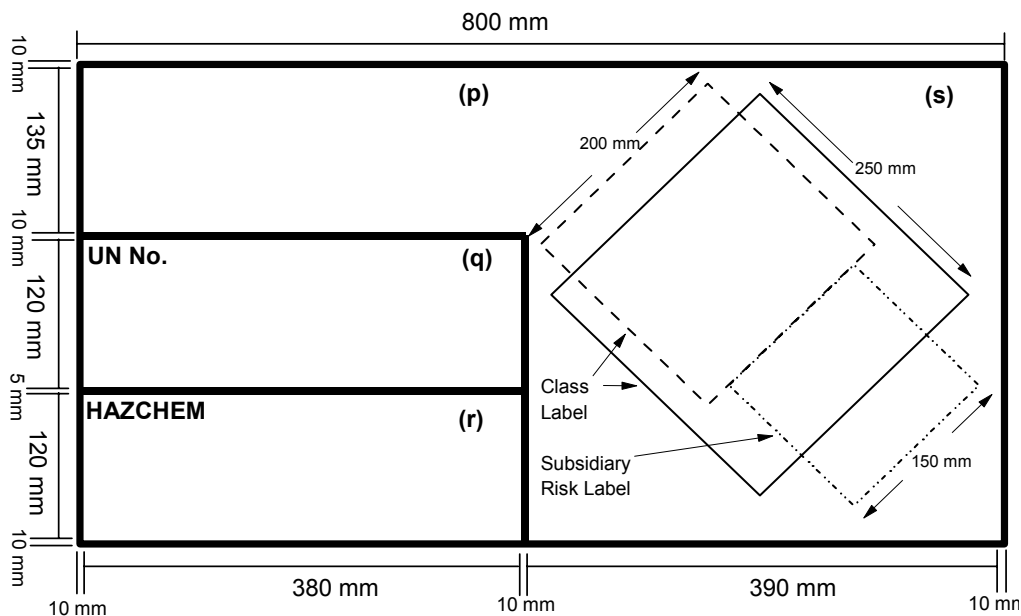 800 mm
10 mm
(p)
(s)
135 mm
200 mm
250 mm
10 mm
UN No.
(q)
120 mm
5 mm
Class
Label
HAZCHEM
(r)
120 mm
Subsidiary
Risk Label
150 mm
10 mm
380 mm
390 mm
10 mm
10 mm
10 mm